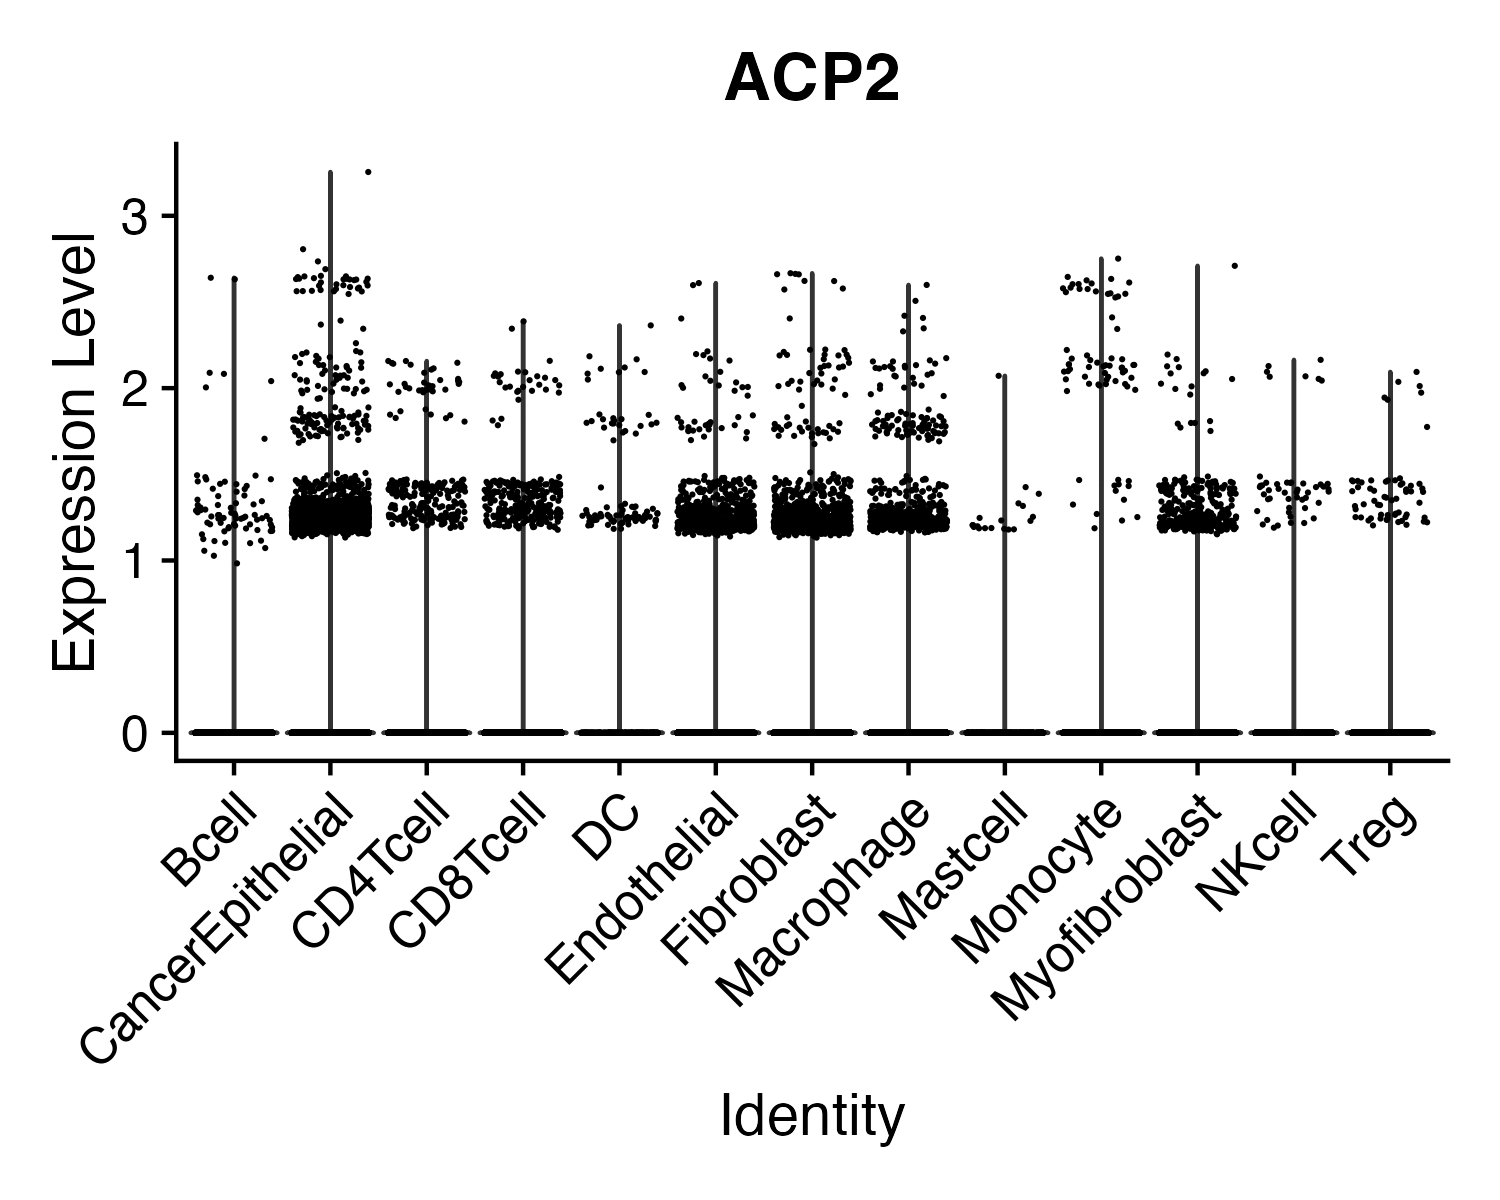 ACP2
Expression Level
3
2
1
0
Bcell
CancerEpithelial
CD4Tcell
CD8Tcell
DC
Endothelial
Fibroblast
Macrophage
Mastcell
Monocyte
Myofibroblast
NKcell
Treg
Identity